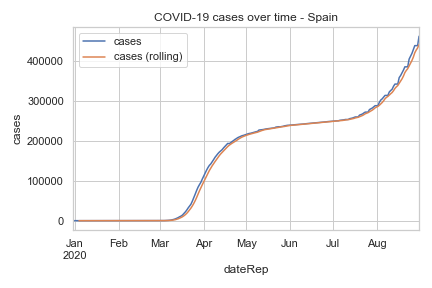 COVID-19 cases over time - Spain
cases
cases (rolling)
400000
300000
200000
100000
0
cases
Jan Feb Mar Apr May Jun Jul Aug
2020
dateRep